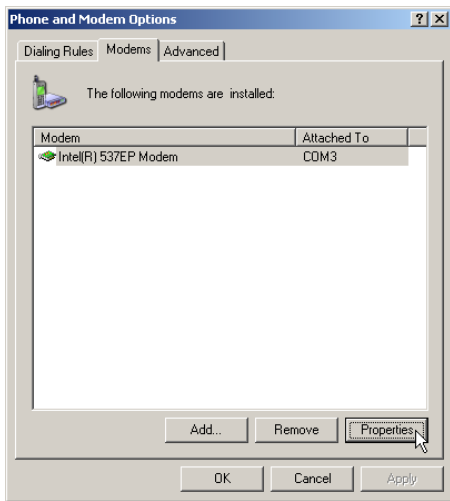 Phone and Modem Options
Dialing Rules Modems Advanced
The following modems are installed:
Modem Attached To
Intel(R) 537EP Modem COM3
Add... Remove Properties
OK Cancel Apply